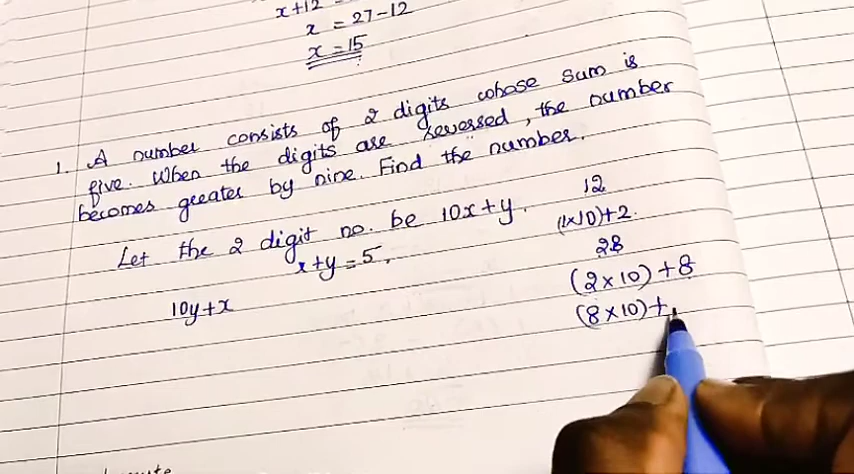 x+12
x = 27-12
x = 15
1. A number consists of 2 digits whose sum is
five. When the digits are reversed, the number
becomes greater by nine. Find the number.
Let the 2 digit no. be 10x+y.
x+y=5.
10y+x
12
(1×10)+2.
28
(2×10)+8
(8×10)+